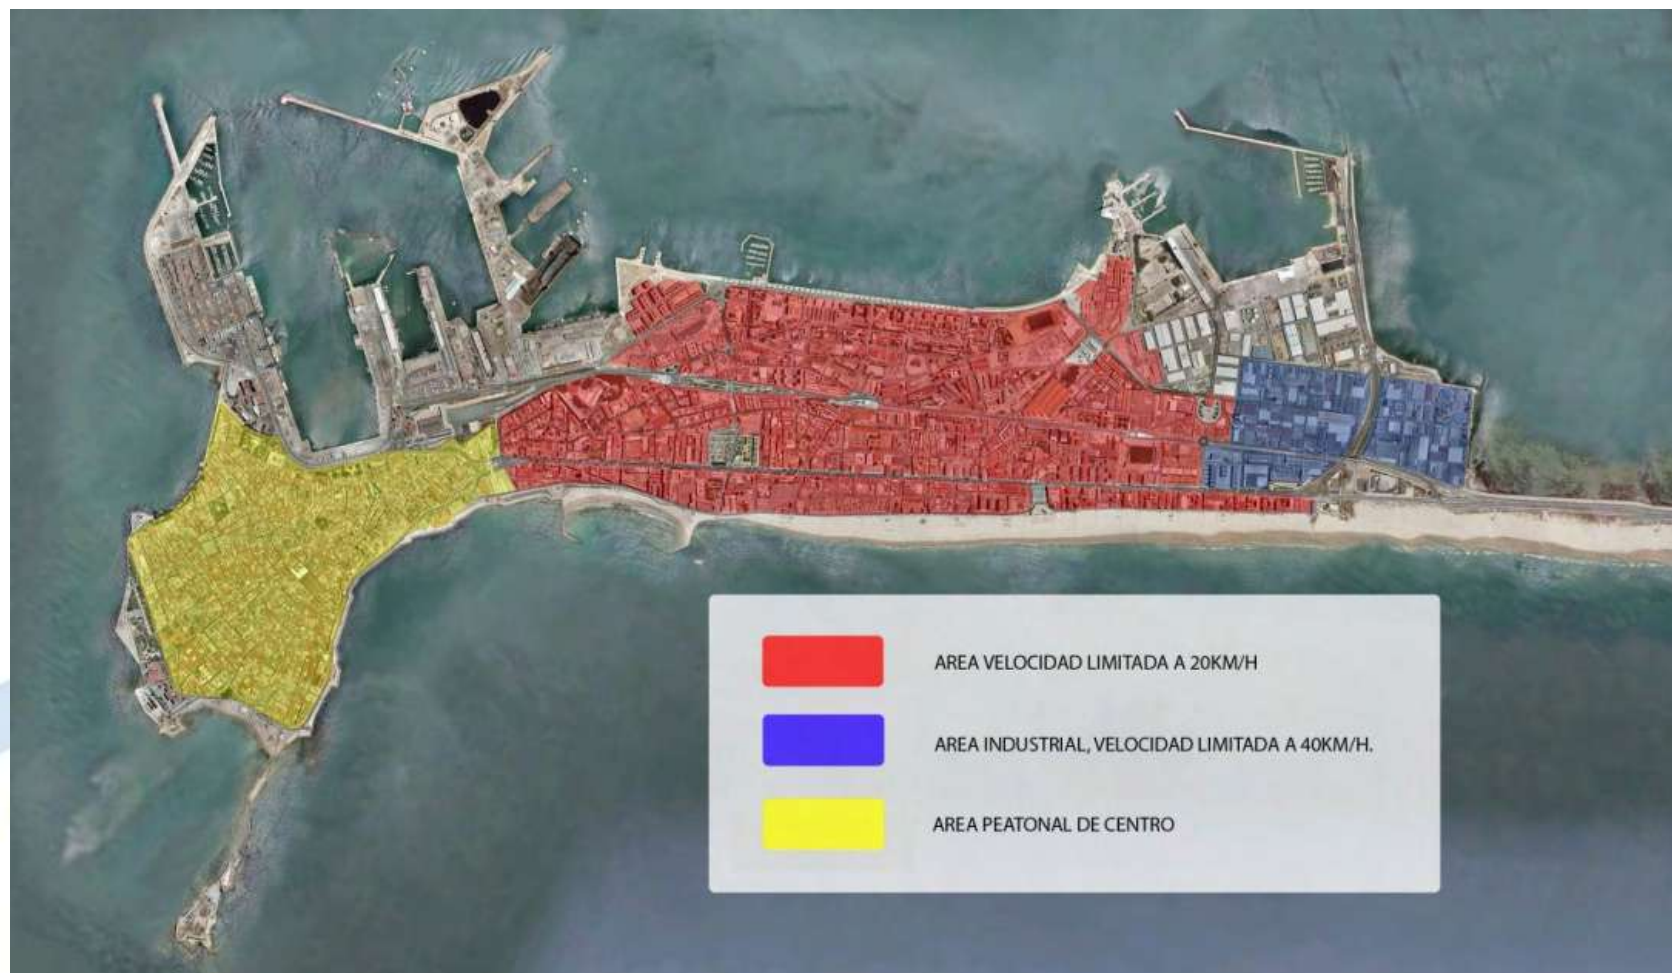 AREA VELOCIDAD LIMITADA A 20KM/H
AREA INDUSTRIAL, VELOCIDAD LIMITADA A 40KM/H.
AREA PEATONAL DE CENTRO